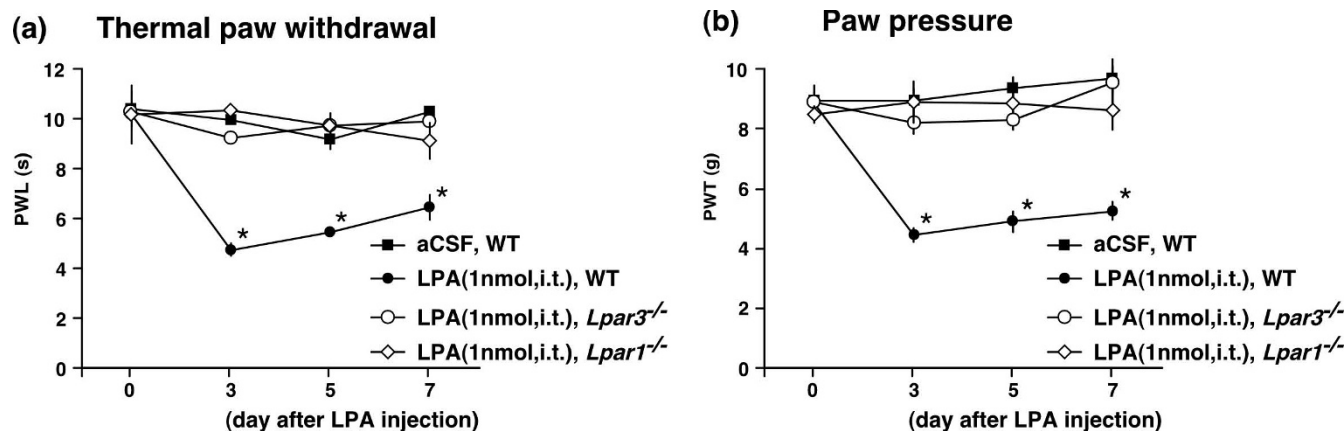 (a) Thermal paw withdrawal
PWL (s)
12
10
8
6
4
2
0
*
*
*
aCSF, WT
LPA(1nmol,i.t.), WT
LPA(1nmol,i.t.), Lpar3-/-
LPA(1nmol,i.t.), Lpar1-/-
0 3 5 7
(day after LPA injection)
(b) Paw pressure
PWT (g)
10
8
6
4
2
0
*
*
*
aCSF, WT
LPA(1nmol,i.t.), WT
LPA(1nmol,i.t.), Lpar3-/-
LPA(1nmol,i.t.), Lpar1-/-
0 3 5 7
(day after LPA injection)